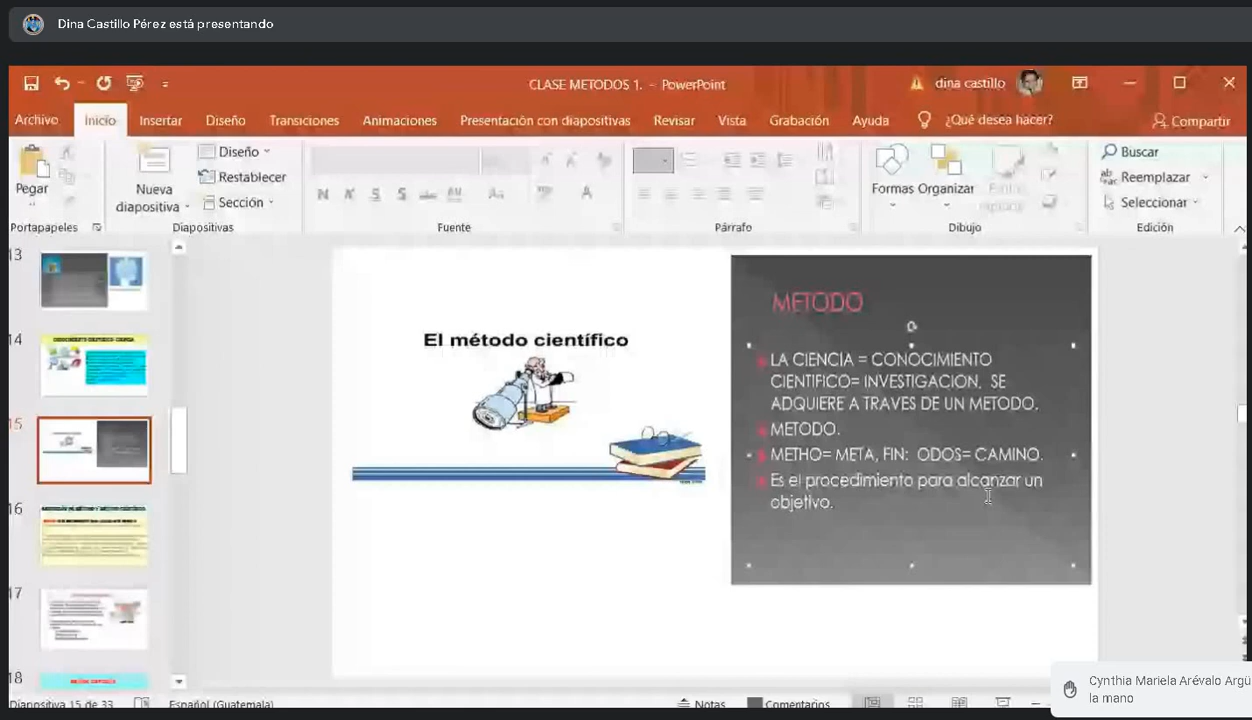 Dina Castillo Pérez está presentando
CLASE METODOS 1. - PowerPoint
dina castillo
Archivo
Inicio
Insertar
Diseño
Transiciones
Animaciones
Presentación con diapositivas
Revisar
Vista
Grabación
Ayuda
¿Qué desea hacer?
Compartir
Pegar
Nueva
diapositiva
Diseño
Restablecer
Sección
Formas
Organizar
Buscar
Reemplazar
Seleccionar
Portapapeles
Diapositivas
Fuente
Párrafo
Dibujo
Edición
13
14
15
16
17
18
El método científico
METODO
LA CIENCIA = CONOCIMIENTO
CIENTIFICO= INVESTIGACION, SE
ADQUIERE A TRAVES DE UN METODO.
METODO.
METHO= META, FIN: ODOS= CAMINO.
Es el procedimiento para alcanzar un
objetivo.
Cynthia Mariela Arévalo Argü
la mano
Diapositiva 15 de 33
Español (Guatemala)
Notas
Comentarios